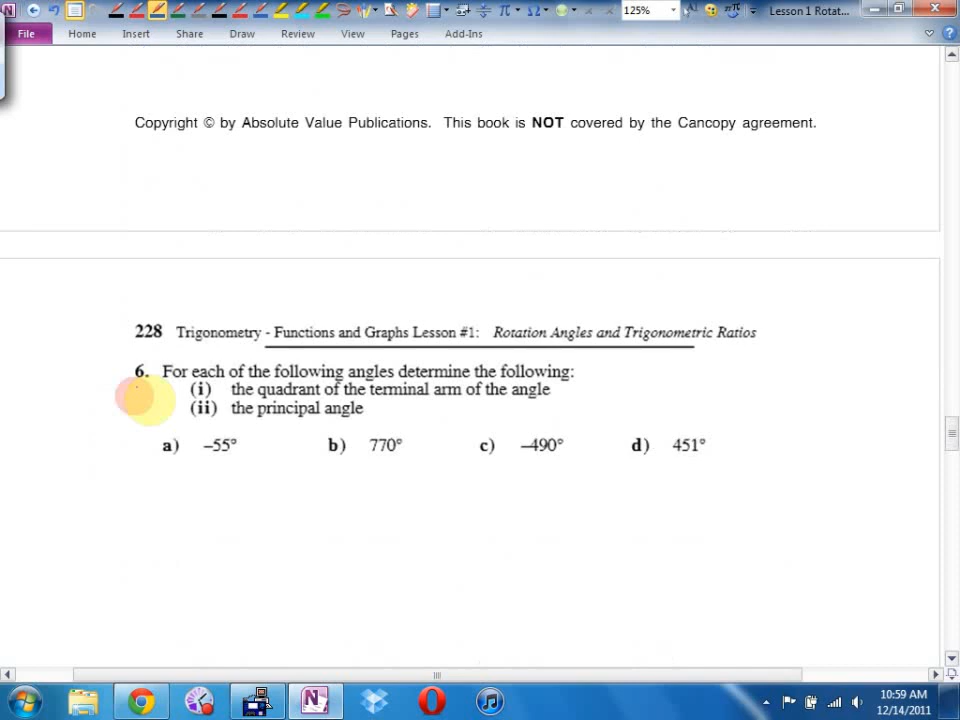 125%
Lesson 1 Rotat...
File Home Insert Share Draw Review View Pages Add-Ins
Copyright © by Absolute Value Publications. This book is NOT covered by the Cancopy agreement.
228 Trigonometry - Functions and Graphs Lesson #1: Rotation Angles and Trigonometric Ratios
6. For each of the following angles determine the following:
(i) the quadrant of the terminal arm of the angle
(ii) the principal angle
a) –55° b) 770° c) –490° d) 451°
10:59 AM
12/14/2011